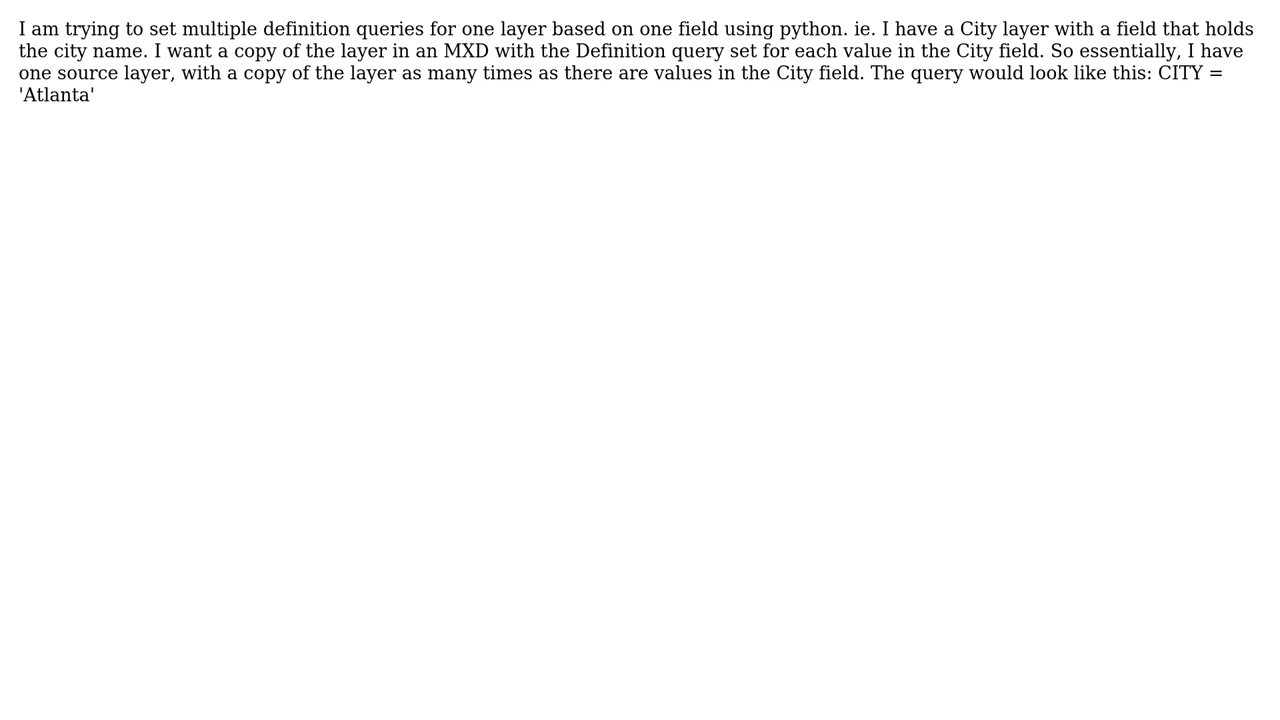 I am trying to set multiple definition queries for one layer based on one field using python. ie. I have a City layer with a field that holds
the city name. I want a copy of the layer in an MXD with the Definition query set for each value in the City field. So essentially, I have
one source layer, with a copy of the layer as many times as there are values in the City field. The query would look like this: CITY =
'Atlanta'